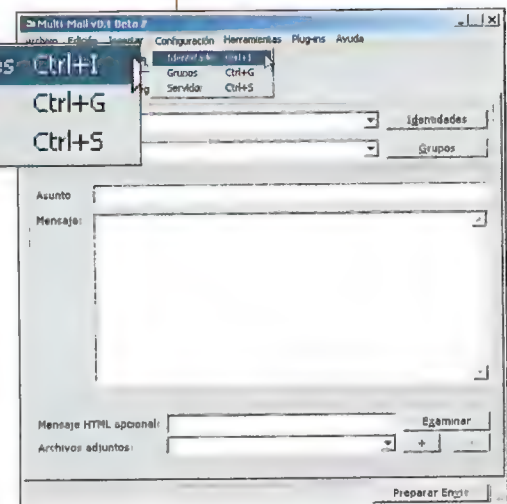 Multi-Mail v0.1 Beta 2
Archivo Edición Insertar Configuración Herramientas Plug-ins Ayuda
Identidades Ctrl+I
Grupos Ctrl+G
Servidor Ctrl+S
es Ctrl+I
Ctrl+G
Ctrl+S
Identidades
Grupos
Asunto
Mensaje:
Mensaje HTML opcional:
Examinar
Archivos adjuntos:
+
Preparar Envío